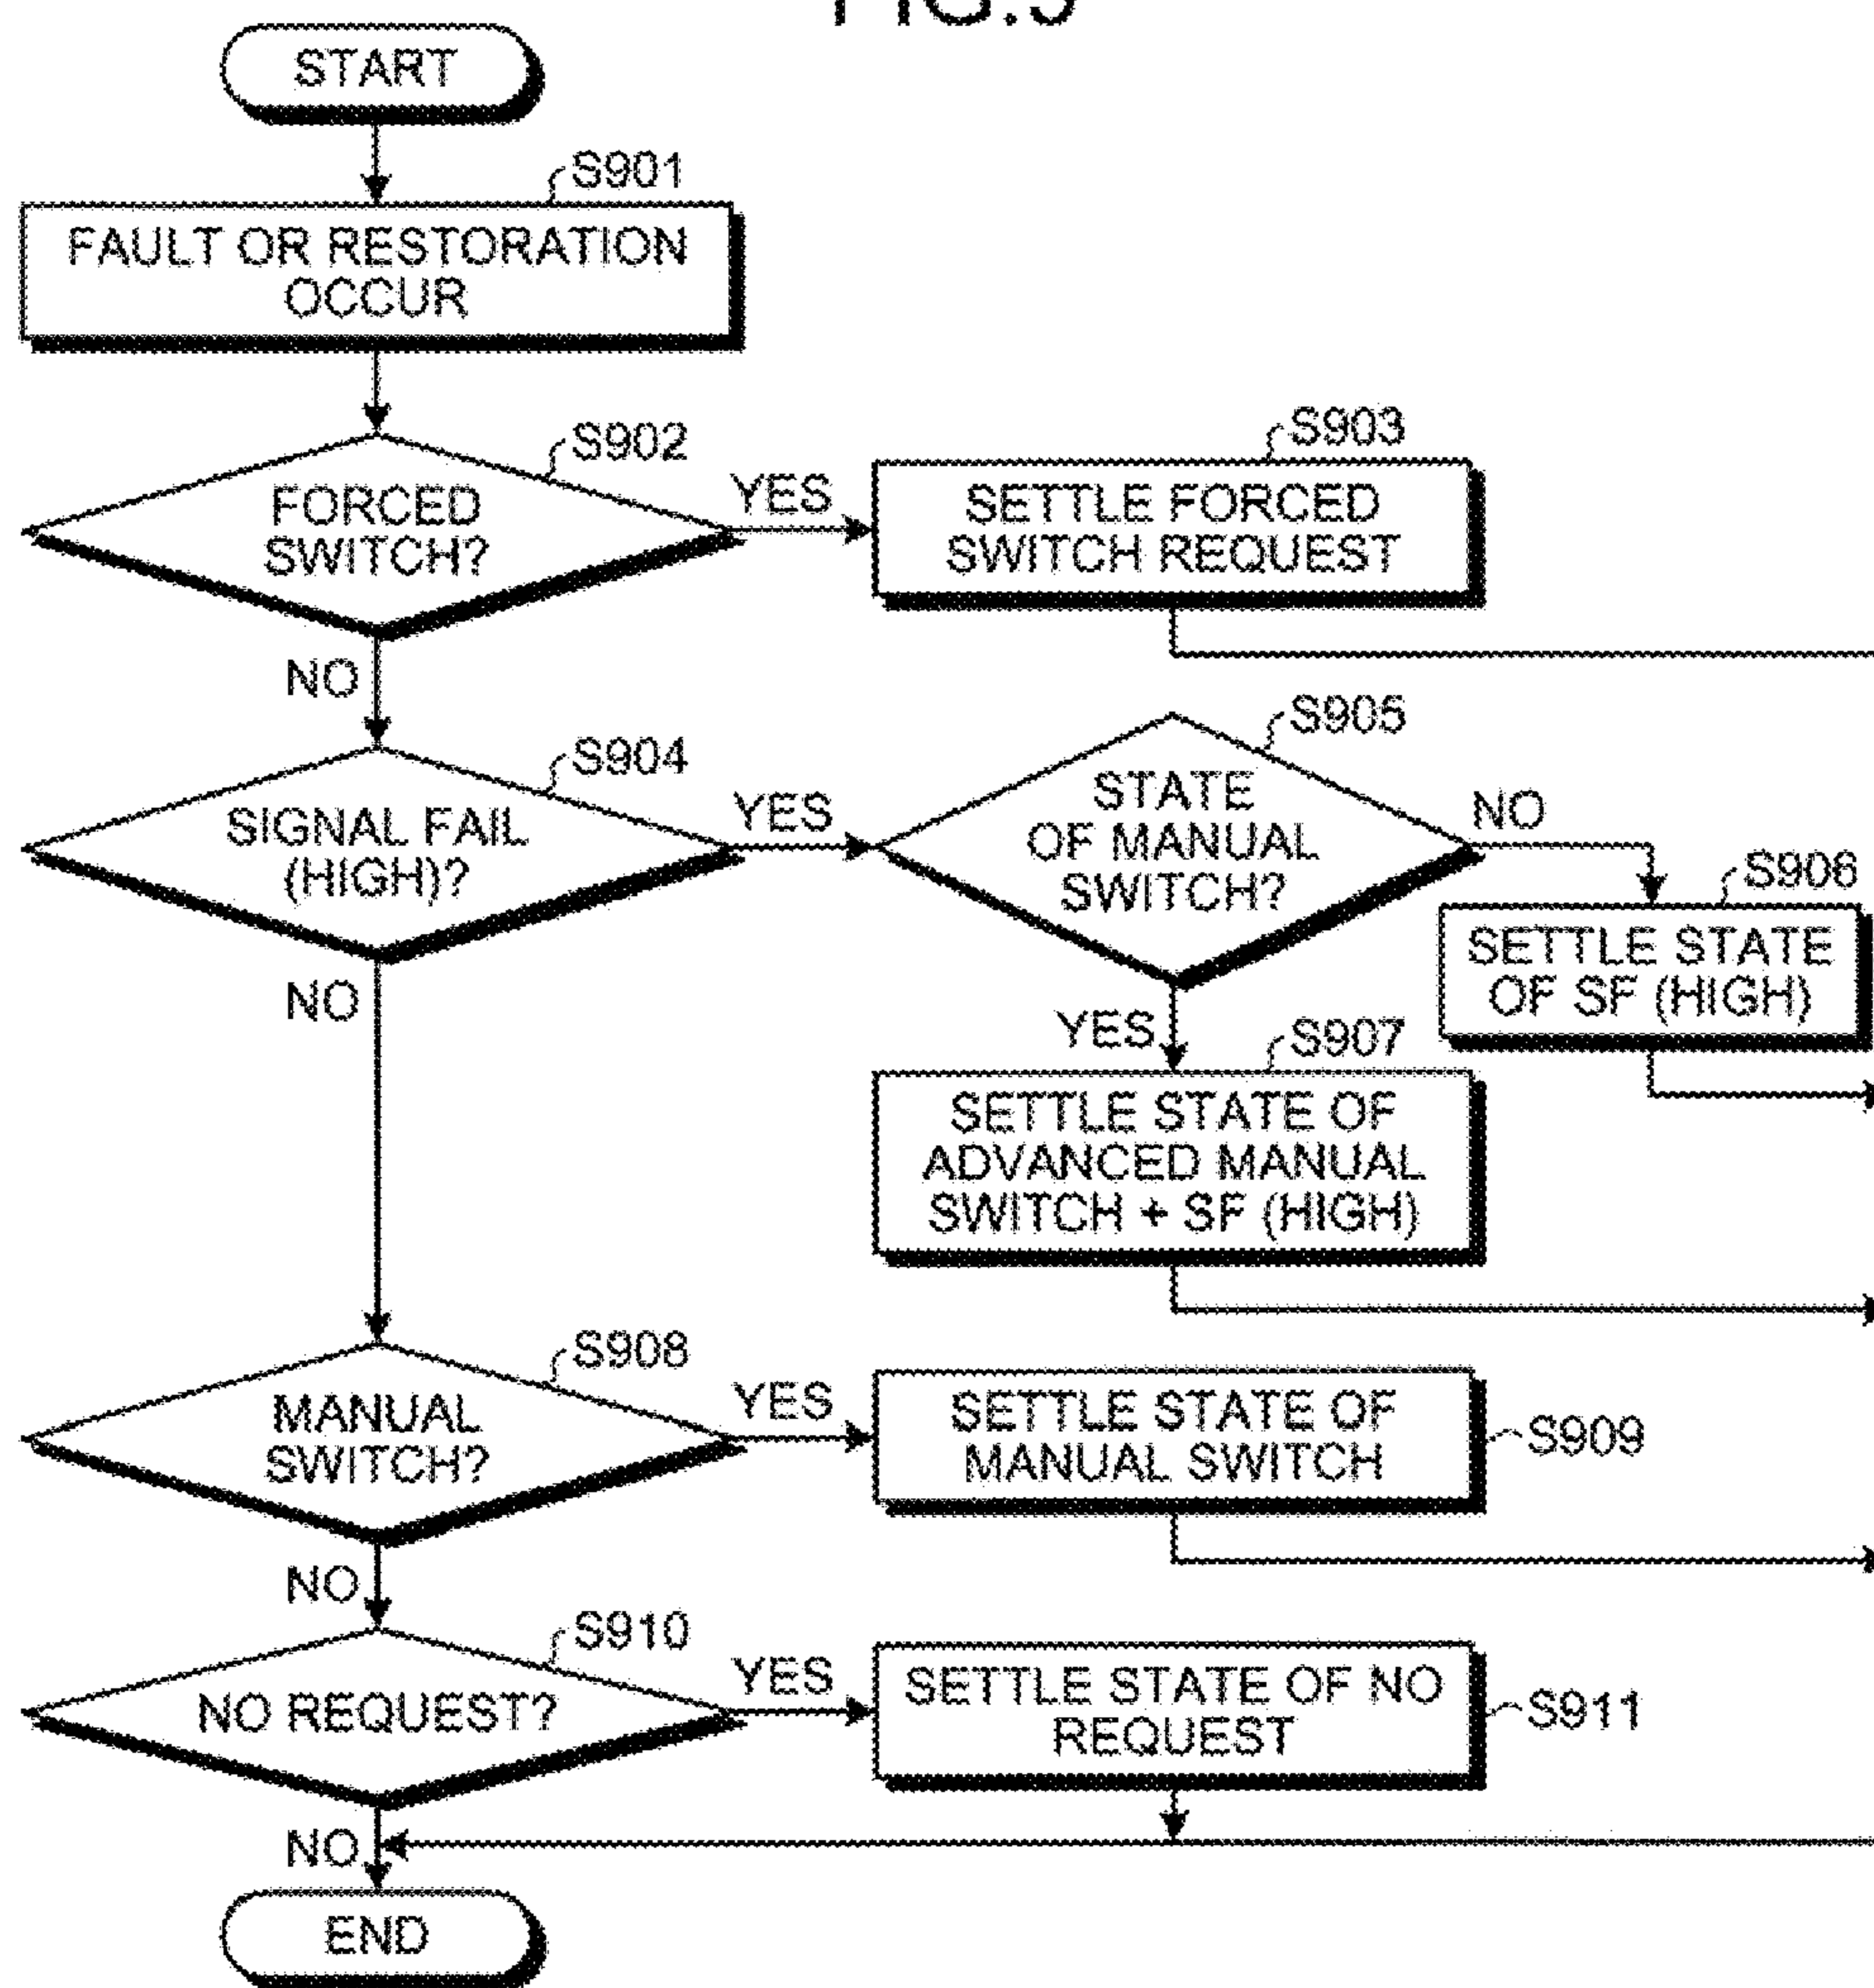 FIG.9
START
S901
FAULT OR RESTORATION
OCCUR
S902
FORCED
SWITCH?
YES
S903
SETTLE FORCED
SWITCH REQUEST
NO
S904
SIGNAL FAIL
(HIGH)?
YES
S905
STATE
OF MANUAL
SWITCH?
NO
S906
SETTLE STATE
OF SF (HIGH)
YES
S907
SETTLE STATE OF
ADVANCED MANUAL
SWITCH + SF (HIGH)
NO
S908
MANUAL
SWITCH?
YES
SETTLE STATE OF
MANUAL SWITCH
S909
NO
S910
NO REQUEST?
YES
SETTLE STATE OF NO
REQUEST
S911
NO
END